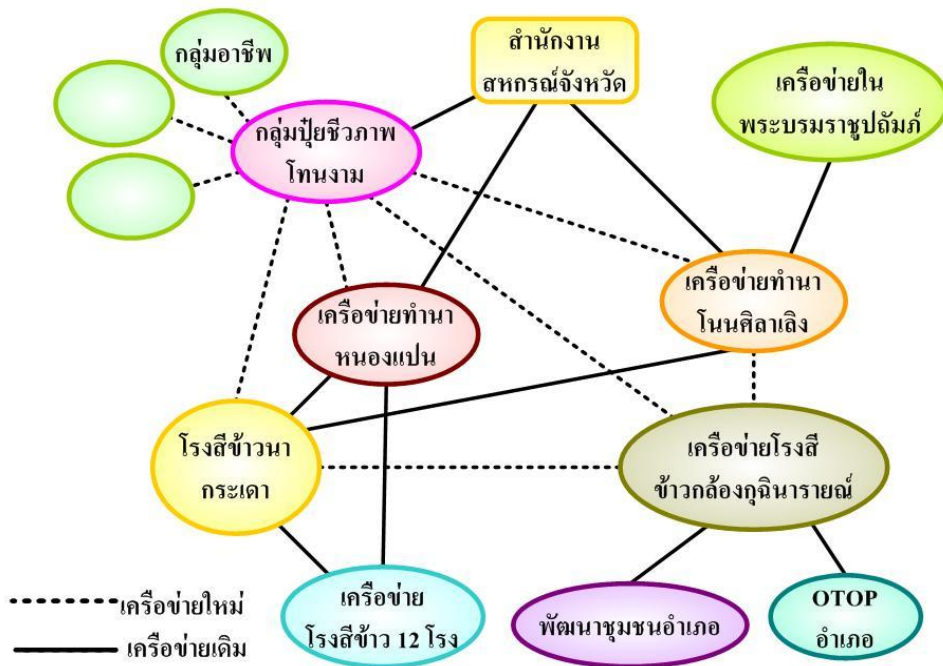 กลุ่มอาชีพ
สำนักงาน
สหกรณ์จังหวัด
เครือข่ายใน
พระบรมราชูปถัมภ์
กลุ่มปุ๋ยชีวภาพ
โทนงาม
เครือข่ายทำนา
โนนศิลาเลิง
เครือข่ายทำนา
หนองแปน
โรงสีข้าวนา
กระเดา
เครือข่ายโรงสี
ข้าวกล้องกุฉินารายณ์
เครือข่าย
โรงสีข้าว 12 โรง
พัฒนาชุมชนอำเภอ
OTOP
อำเภอ
เครือข่ายใหม่
เครือข่ายเดิม